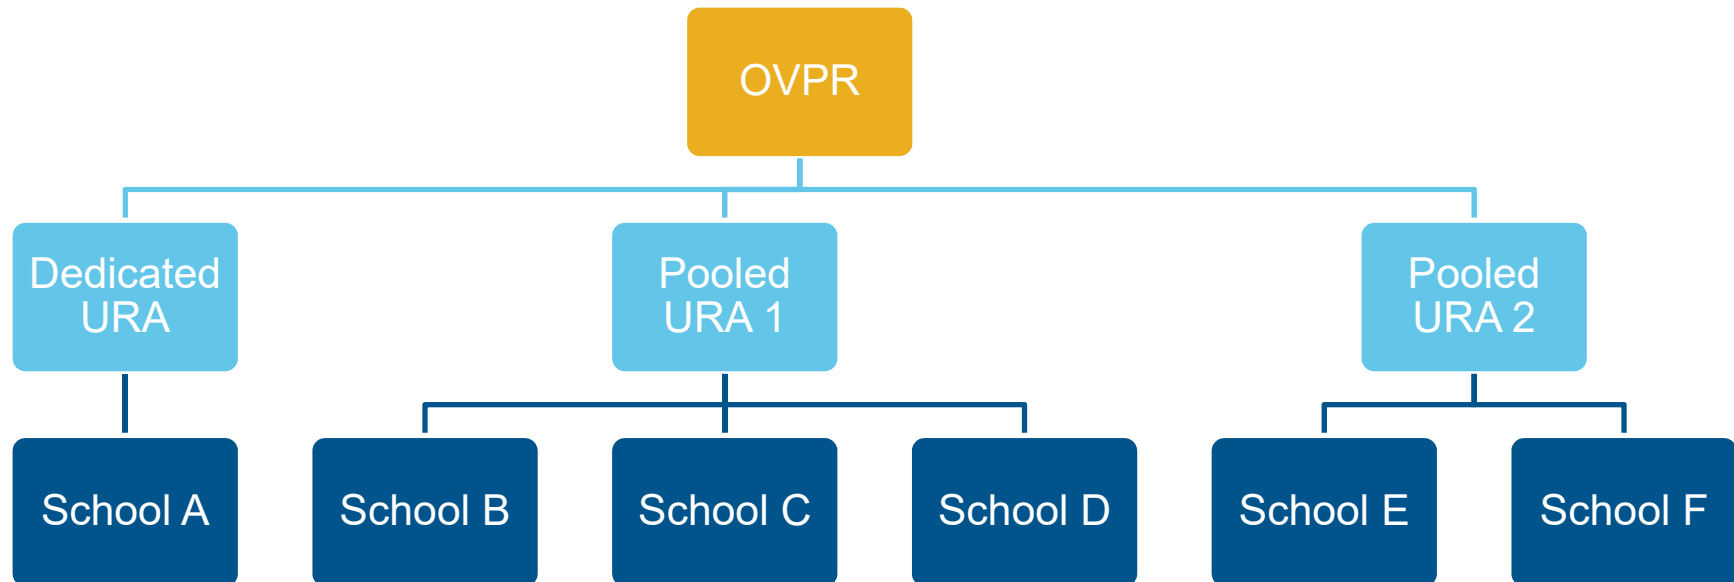 OVPR
Dedicated
URA
Pooled
URA 1
Pooled
URA 2
School A
School B
School C
School D
School E
School F